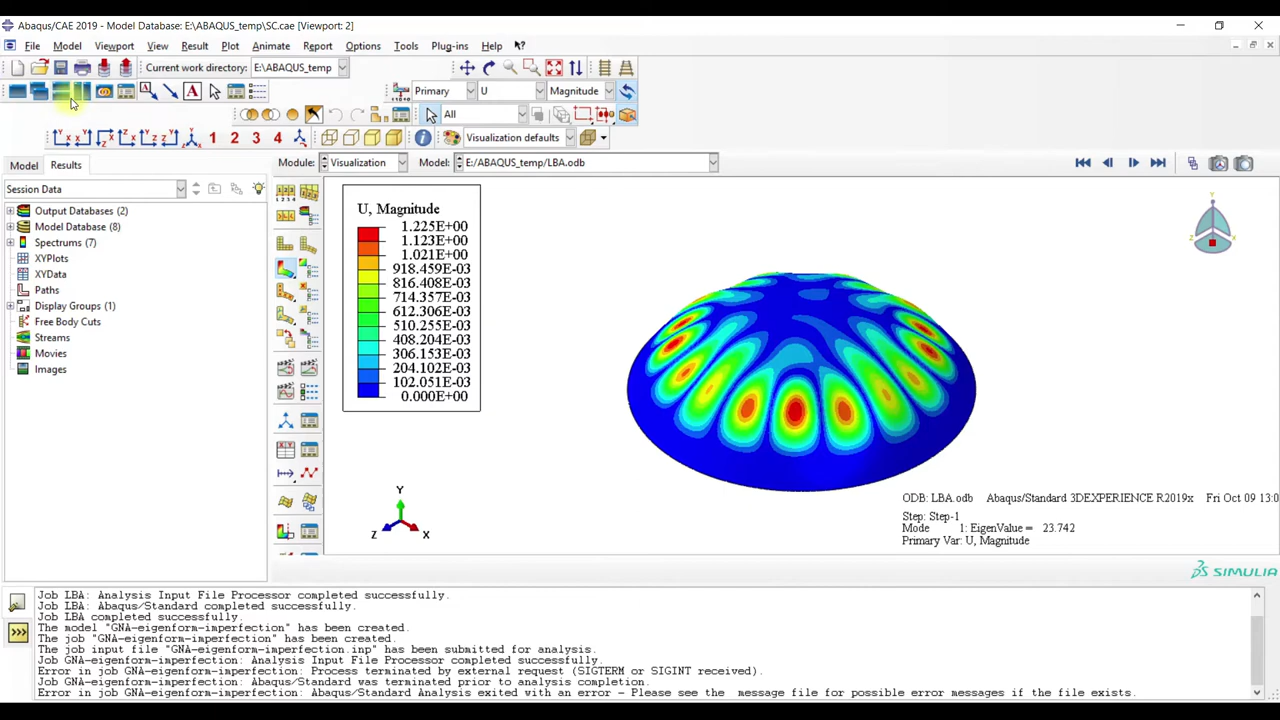 Abaqus/CAE 2019 - Model Database: E:\ABAQUS_temp\SC.cae [Viewport: 2]
File Model Viewport View Result Plot Animate Report Options Tools Plug-ins Help
Current work directory: E:\ABAQUS_temp
Primary U Magnitude
All
1 2 3 4 Visualization defaults
Model Results Module: Visualization Model: E:/ABAQUS_temp/LBA.odb
Session Data
Output Databases (2)
Model Database (8)
Spectrums (7)
XYPlots
XYData
Paths
Display Groups (1)
Free Body Cuts
Streams
Movies
Images
U, Magnitude
1.225E+00
1.123E+00
1.021E+00
918.459E-03
816.408E-03
714.357E-03
612.306E-03
510.255E-03
408.204E-03
306.153E-03
204.102E-03
102.051E-03
0.000E+00
Y
Z X
Y
Z X
ODB: LBA.odb Abaqus/Standard 3DEXPERIENCE R2019x Fri Oct 09 13:0
Step: Step-1
Mode 1: EigenValue = 23.742
Primary Var: U, Magnitude
SIMULIA
Job LBA: Analysis Input File Processor completed successfully.
Job LBA: Abaqus/Standard completed successfully.
Job LBA completed successfully.
The model "GNA-eigenform-imperfection" has been created.
The job "GNA-eigenform-imperfection" has been created.
The job input file "GNA-eigenform-imperfection.inp" has been submitted for analysis.
Job GNA-eigenform-imperfection: Analysis Input File Processor completed successfully.
Error in job GNA-eigenform-imperfection: Process terminated by external request (SIGTERM or SIGINT received).
Job GNA-eigenform-imperfection: Abaqus/Standard was terminated prior to analysis completion.
Error in job GNA-eigenform-imperfection: Abaqus/Standard Analysis exited with an error - Please see the message file for possible error messages if the file exists.